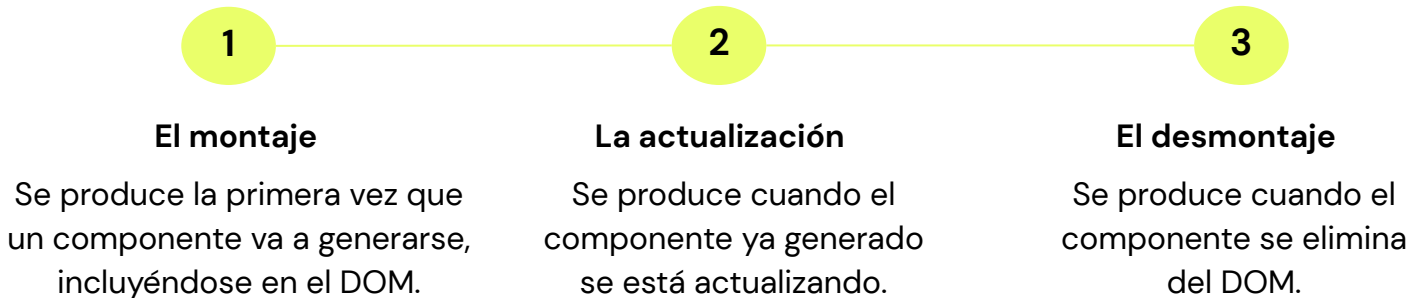 1
2
3
El montaje
Se produce la primera vez que
un componente va a generarse,
incluyéndose en el DOM.
La actualización
Se produce cuando el
componente ya generado
se está actualizando.
El desmontaje
Se produce cuando el
componente se elimina
del DOM.